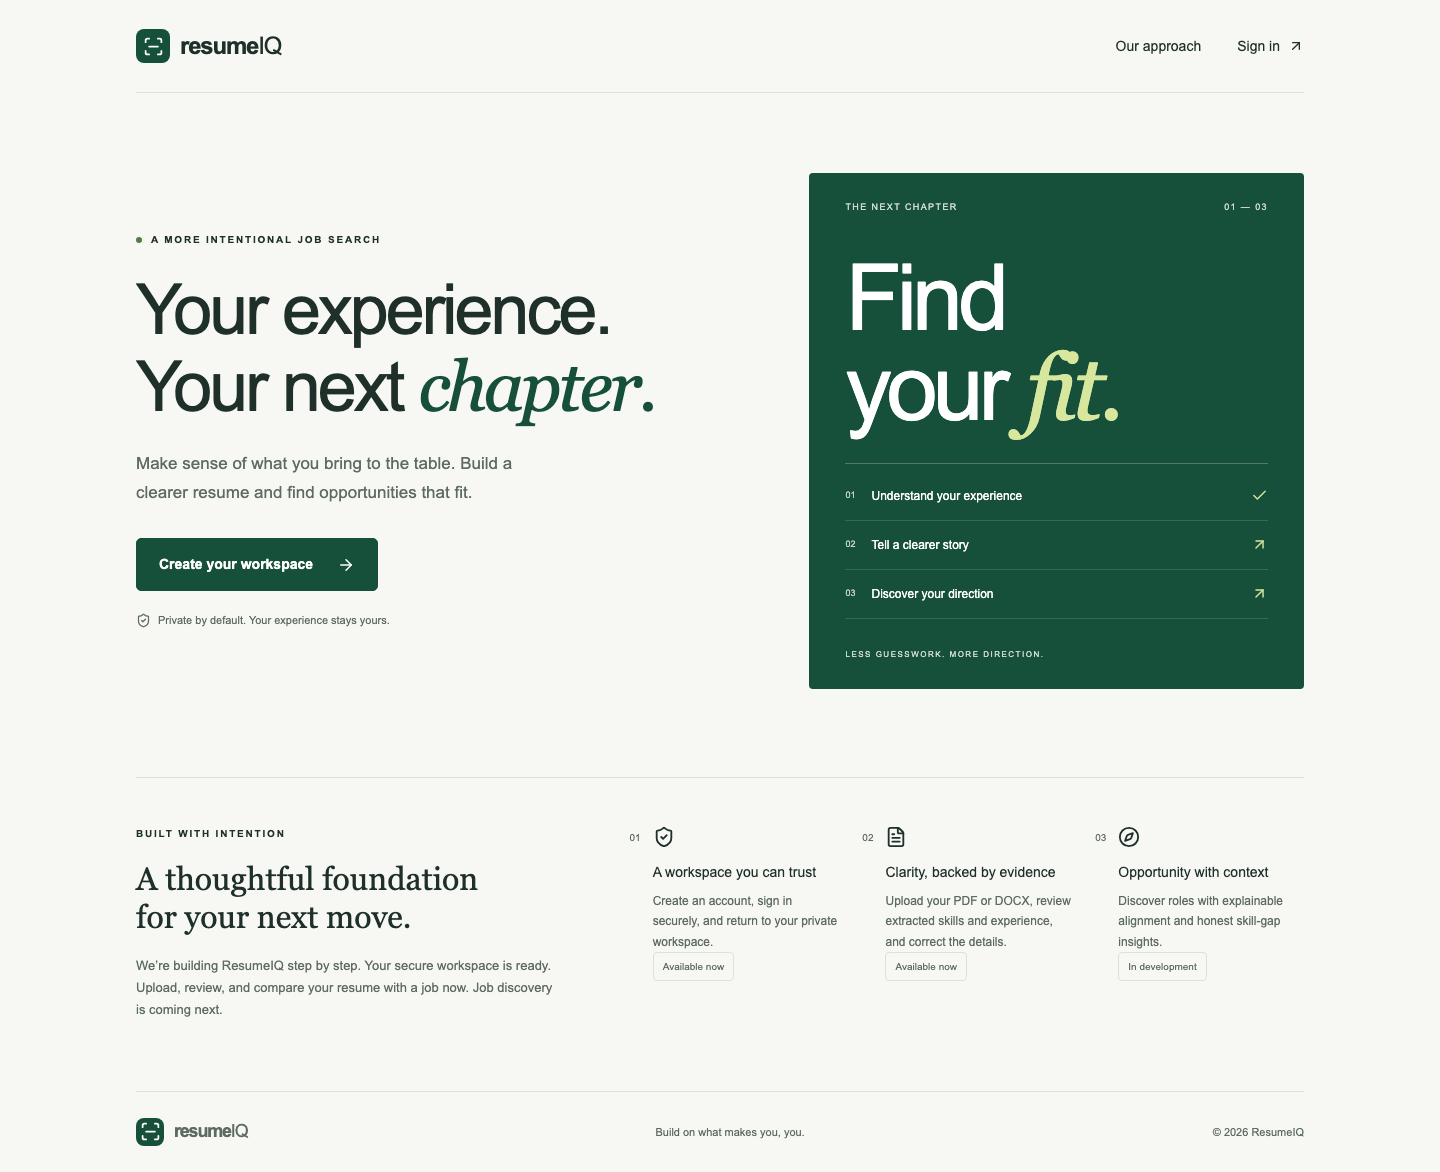 resumeIQ
Our approach
Sign in
A MORE INTENTIONAL JOB SEARCH
Your experience.
Your next chapter.
Make sense of what you bring to the table. Build a
clearer resume and find opportunities that fit.
Create your workspace
Private by default. Your experience stays yours.
THE NEXT CHAPTER
01 — 03
Find
your fit.
01 Understand your experience
02 Tell a clearer story
03 Discover your direction
LESS GUESSWORK. MORE DIRECTION.
BUILT WITH INTENTION
A thoughtful foundation
for your next move.
We’re building ResumeIQ step by step. Your secure workspace is ready.
Upload, review, and compare your resume with a job now. Job discovery
is coming next.
01
A workspace you can trust
Create an account, sign in
securely, and return to your private
workspace.
Available now
02
Clarity, backed by evidence
Upload your PDF or DOCX, review
extracted skills and experience,
and correct the details.
Available now
03
Opportunity with context
Discover roles with explainable
alignment and honest skill-gap
insights.
In development
resumeIQ
Build on what makes you, you.
© 2026 ResumeIQ